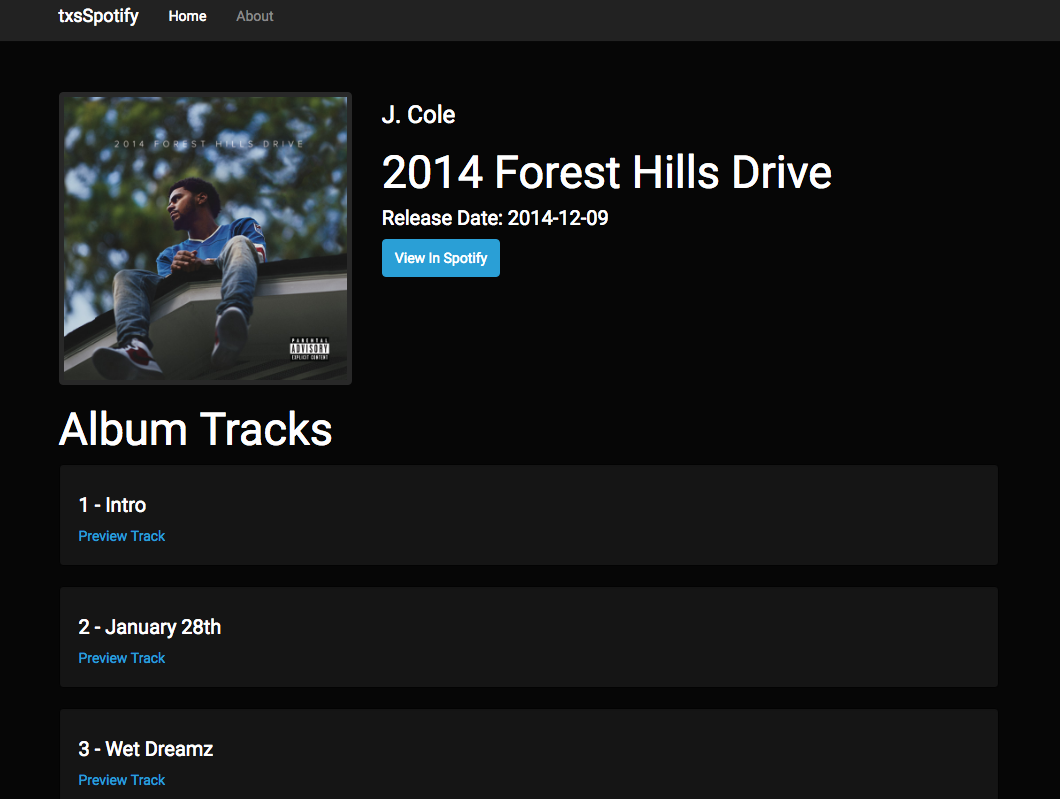 txsSpotify Home About
2014 FOREST HILLS DRIVE
PARENTAL
ADVISORY
EXPLICIT CONTENT
J. Cole
2014 Forest Hills Drive
Release Date: 2014-12-09
View In Spotify
Album Tracks
1 - Intro
Preview Track
2 - January 28th
Preview Track
3 - Wet Dreamz
Preview Track